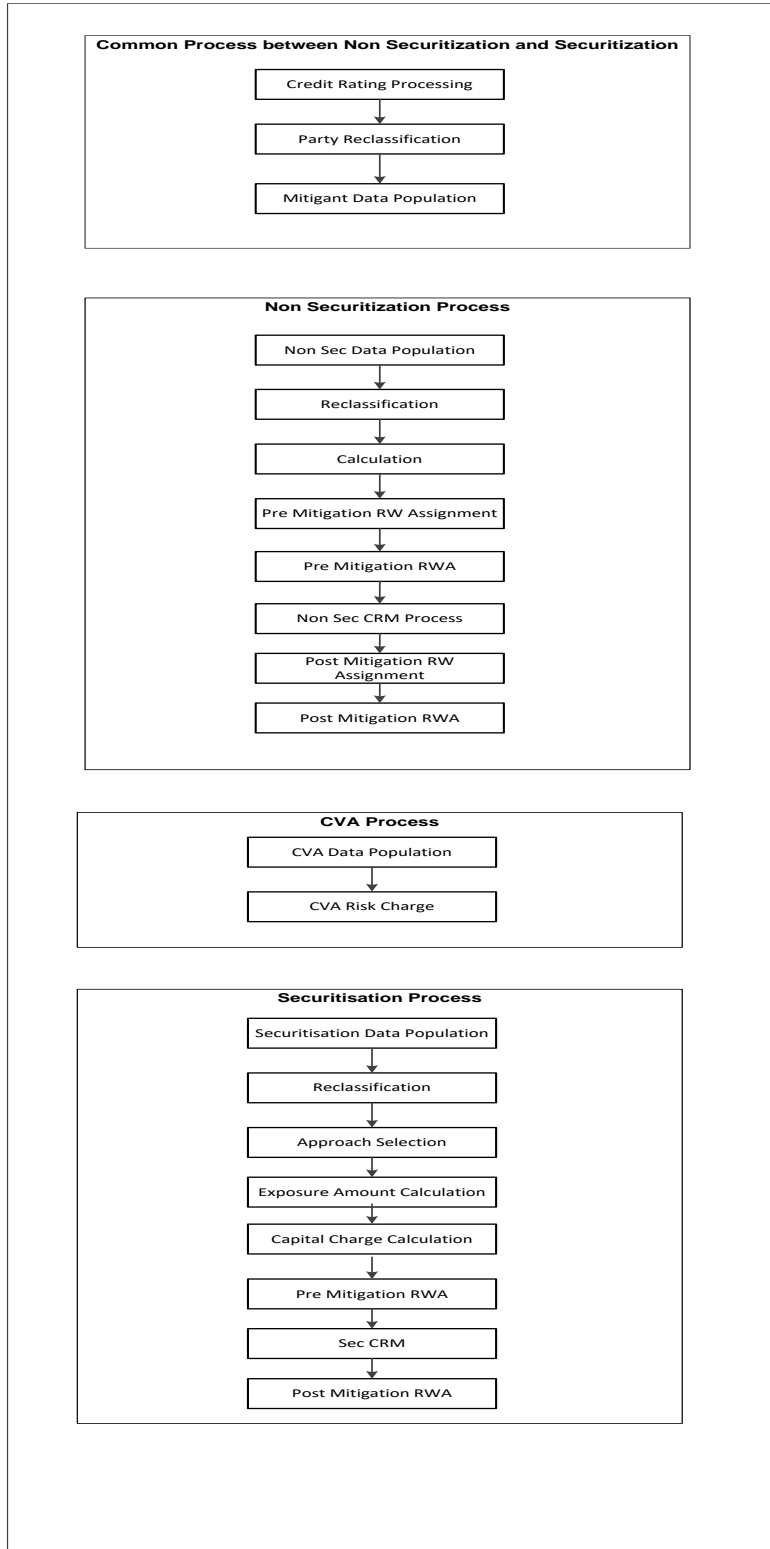 Common Process between Non Securitization and Securitization
Credit Rating Processing
Party Reclassification
Mitigant Data Population
Non Securitization Process
Non Sec Data Population
Reclassification
Calculation
Pre Mitigation RW Assignment
Pre Mitigation RWA
Non Sec CRM Process
Post Mitigation RW
Assignment
Post Mitigation RWA
CVA Process
CVA Data Population
CVA Risk Charge
Securitisation Process
Securitisation Data Population
Reclassification
Approach Selection
Exposure Amount Calculation
Capital Charge Calculation
Pre Mitigation RWA
Sec CRM
Post Mitigation RWA